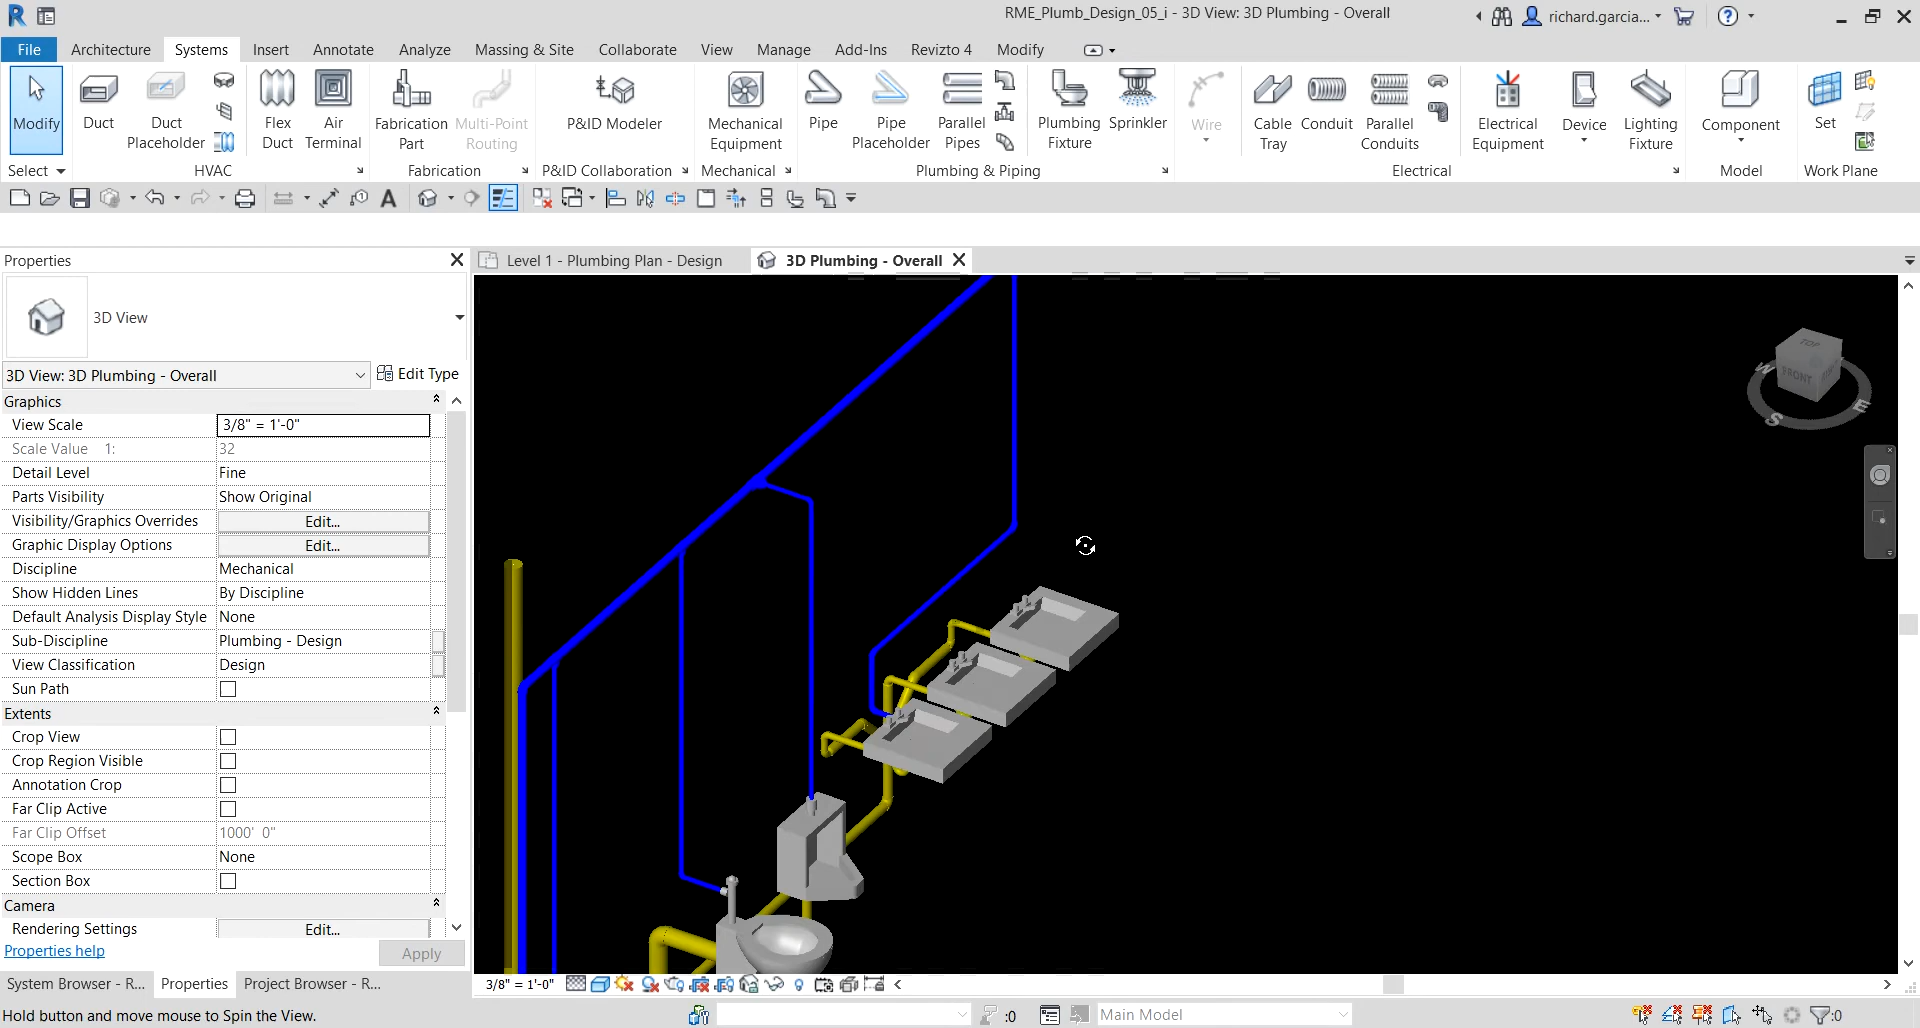 RME_Plumb_Design_05_i - 3D View: 3D Plumbing - Overall
richard.garcia...
File Architecture Systems Insert Annotate Analyze Massing & Site Collaborate View Manage Add-Ins Revizto 4 Modify
Modify
Duct
Duct Placeholder
Flex Duct
Air Terminal
Fabrication Part
Multi-Point Routing
P&ID Modeler
Mechanical Equipment
Pipe
Pipe Placeholder
Parallel Pipes
Plumbing Fixture
Sprinkler
Wire
Cable Tray
Conduit
Parallel Conduits
Electrical Equipment
Device
Lighting Fixture
Component
Set
Select HVAC Fabrication P&ID Collaboration Mechanical Plumbing & Piping Electrical Model Work Plane
Properties
Level 1 - Plumbing Plan - Design
3D Plumbing - Overall
3D View
3D View: 3D Plumbing - Overall
Edit Type
Graphics
View Scale 3/8" = 1'-0"
Scale Value 1: 32
Detail Level Fine
Parts Visibility Show Original
Visibility/Graphics Overrides Edit...
Graphic Display Options Edit...
Discipline Mechanical
Show Hidden Lines By Discipline
Default Analysis Display Style None
Sub-Discipline Plumbing - Design
View Classification Design
Sun Path
Extents
Crop View
Crop Region Visible
Annotation Crop
Far Clip Active
Far Clip Offset 1000' 0"
Scope Box None
Section Box
Camera
Rendering Settings Edit...
Properties help Apply
TOP
FRONT
W
S
E
System Browser - R... Properties Project Browser - R...
3/8" = 1'-0"
Hold button and move mouse to Spin the View.
:0
Main Model
:0